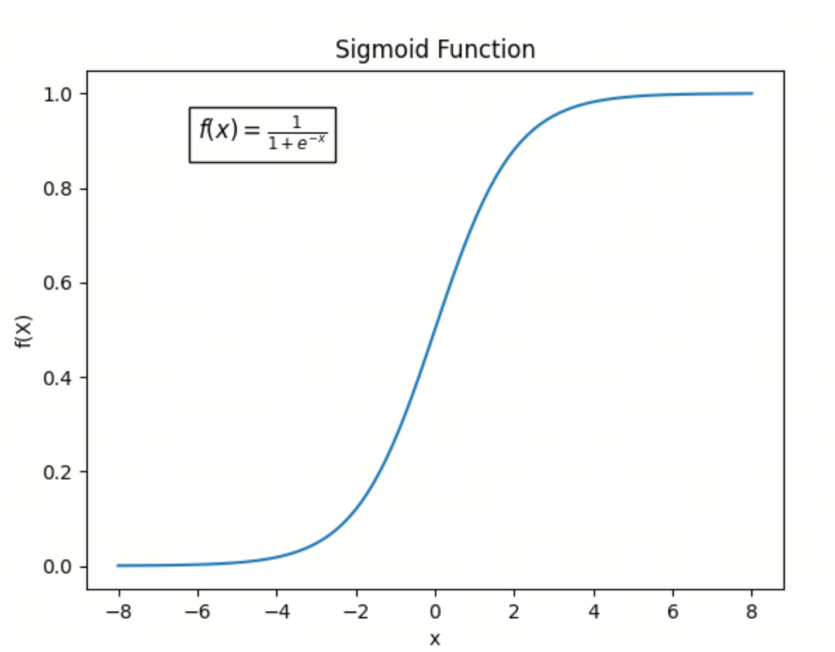 Sigmoid Function
1.0
f(x) = \frac{1}{1+e^{-x}}
0.8
0.6
f(x)
0.4
0.2
0.0
−8 −6 −4 −2 0 2 4 6 8
x